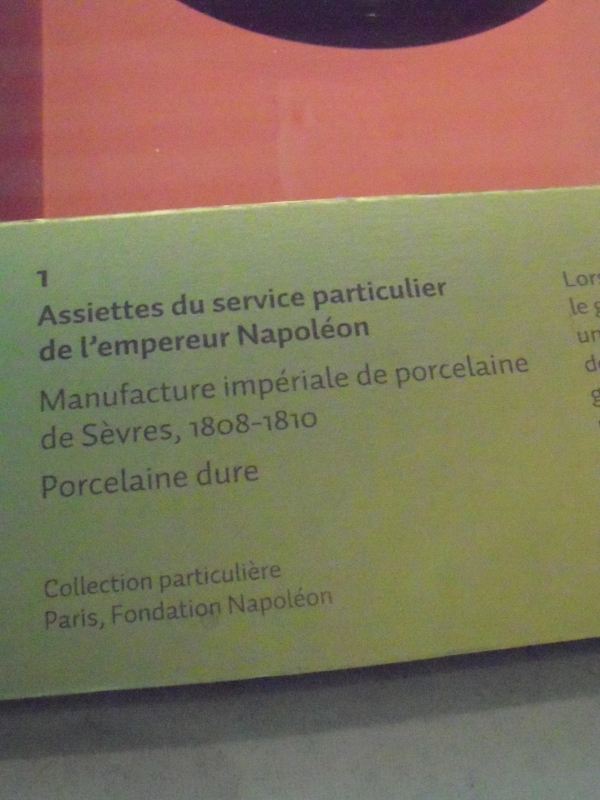 1
Assiettes du service particulier
de l'empereur Napoléon
Manufacture impériale de porcelaine
de Sèvres, 1808-1810
Porcelaine dure
Collection particulière
Paris, Fondation Napoléon
le